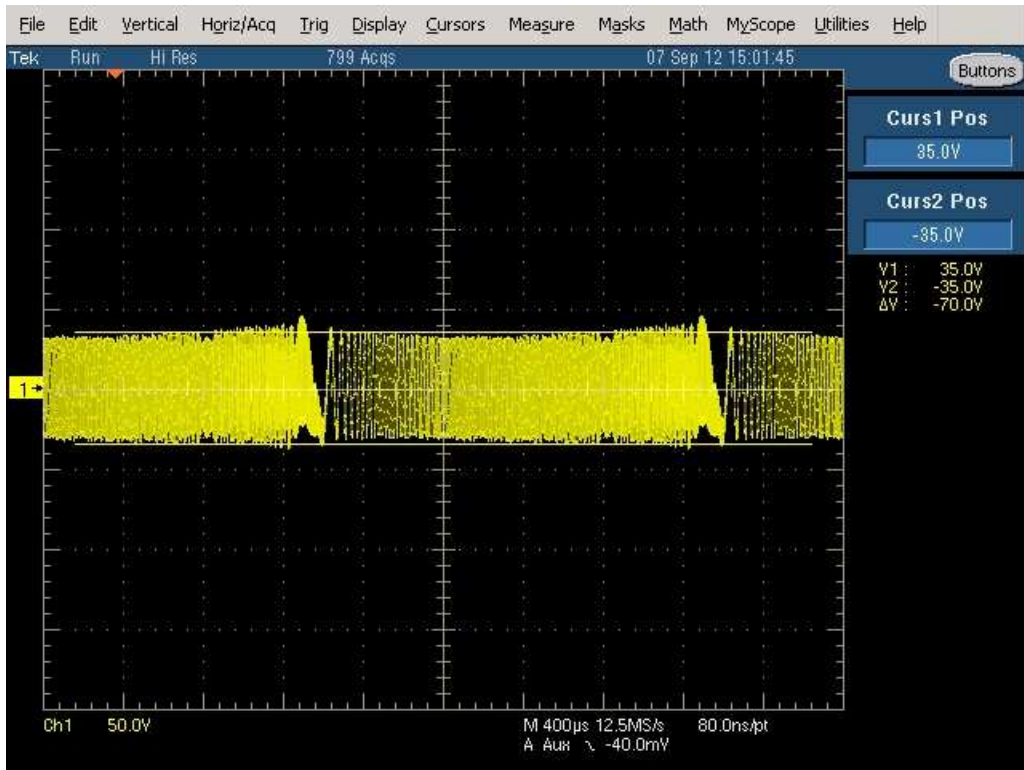 File Edit Vertical Horiz/Acq Trig Display Cursors Measure Masks Math MyScope Utilities Help
Tek Run Hi Res 799 Acqs 07 Sep 12 15:01:45
Buttons
Curs1 Pos
35.0V
Curs2 Pos
-35.0V
V1 : 35.0V
V2 : -35.0V
ΔV : -70.0V
1
Ch1 50.0V M 400µs 12.5MS/s 80.0ns/pt
A Aux \ -40.0mV